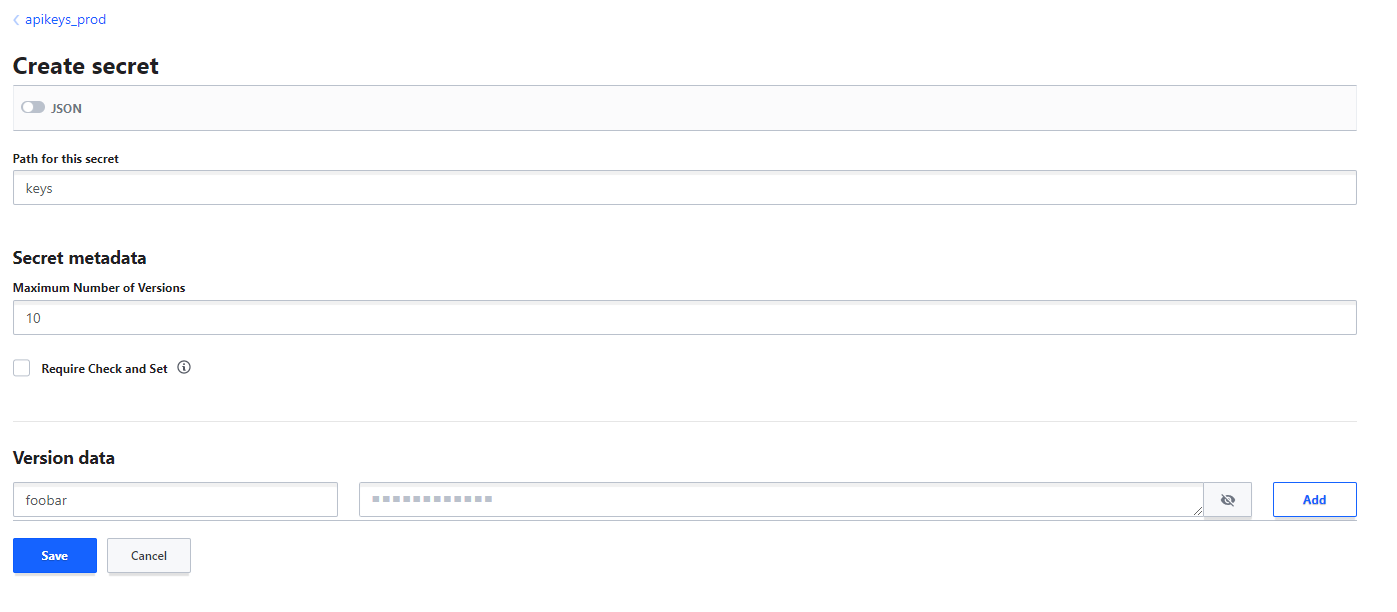 apikeys_prod
Create secret
JSON
Path for this secret
keys
Secret metadata
Maximum Number of Versions
10
Require Check and Set
Version data
foobar
Add
Save Cancel